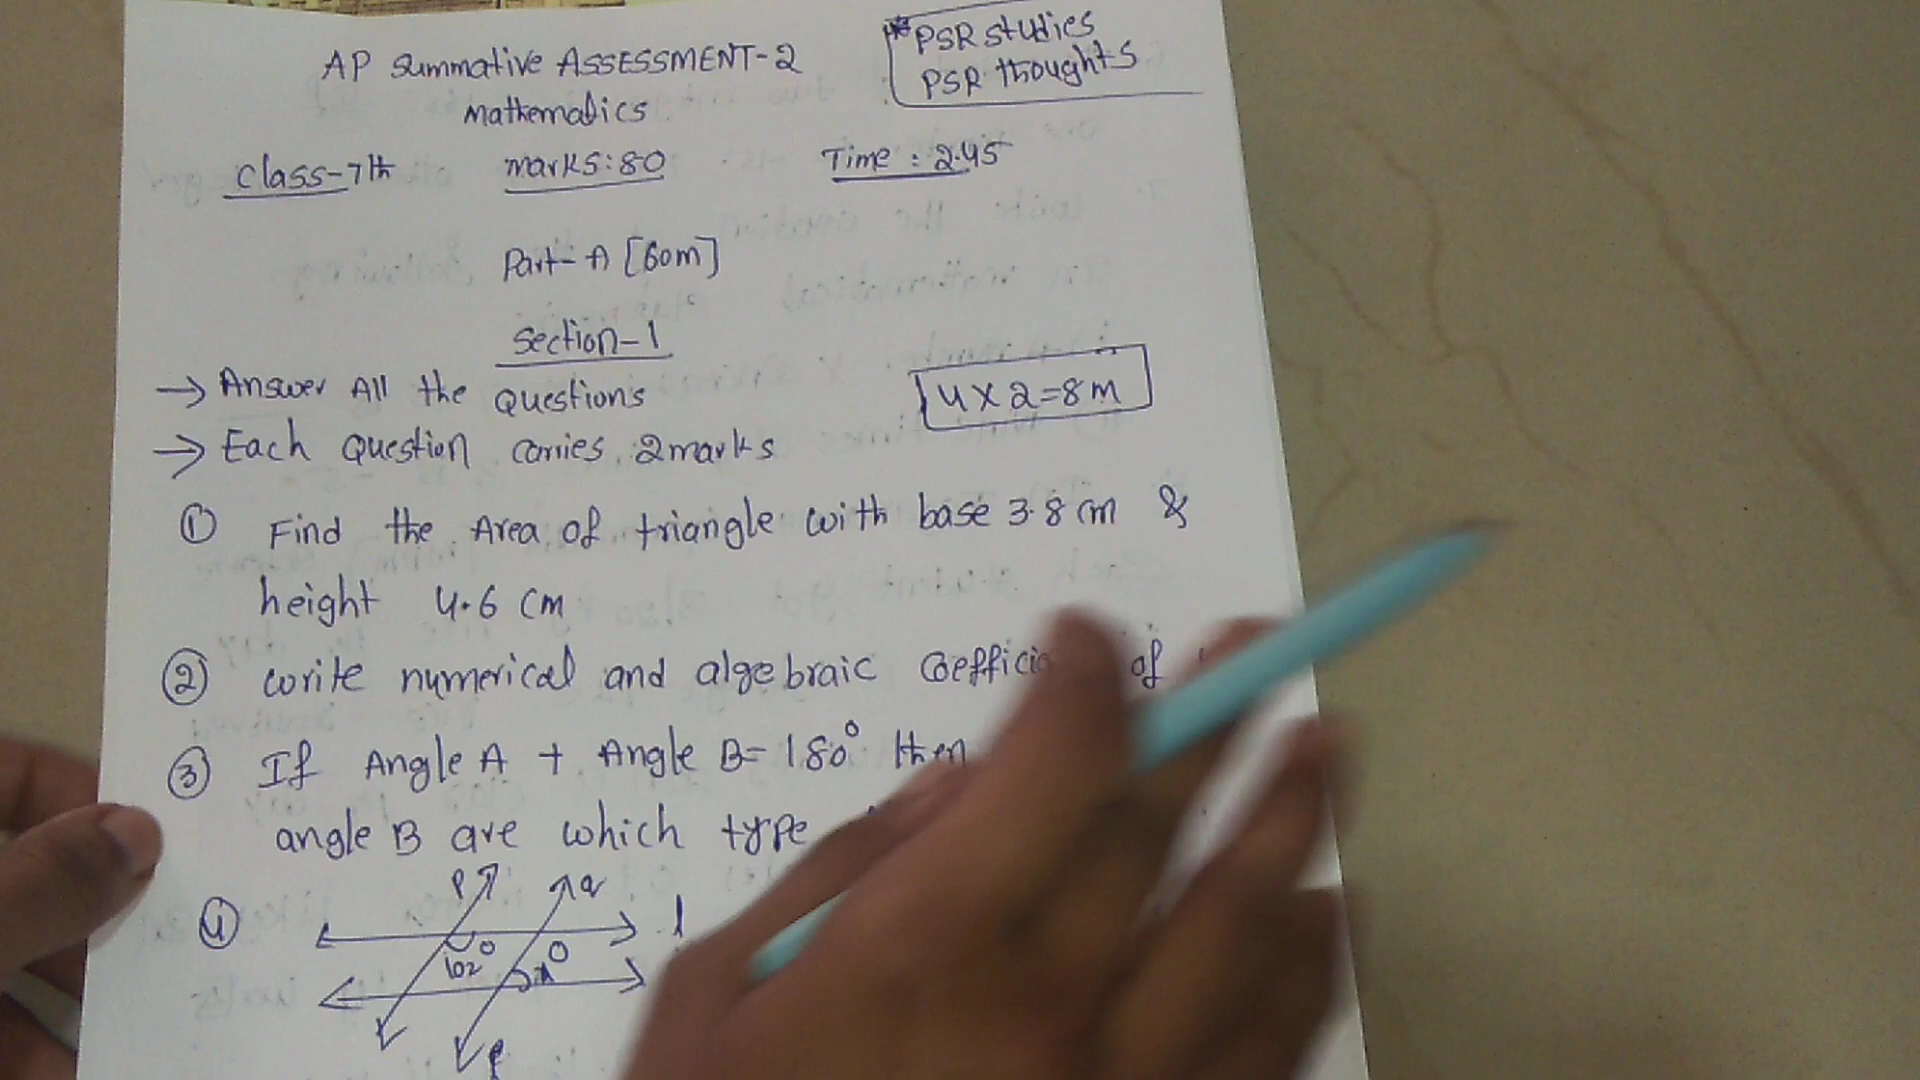 AP Summative ASSESSMENT-2
*PSR studies
PSR thoughts
Mathematics
Class-7th marks:80 Time: 2.45
Part-A [60m]
Section-1
→ Answer All the Questions
4x2=8m
→ Each Question carries 2marks
① Find the Area of triangle with base 3.8 cm &
height 4.6 cm
② write numerical and algebraic of
③ If Angle A + Angle B=180° then
angle B are which type
④
p q
l
102° x°